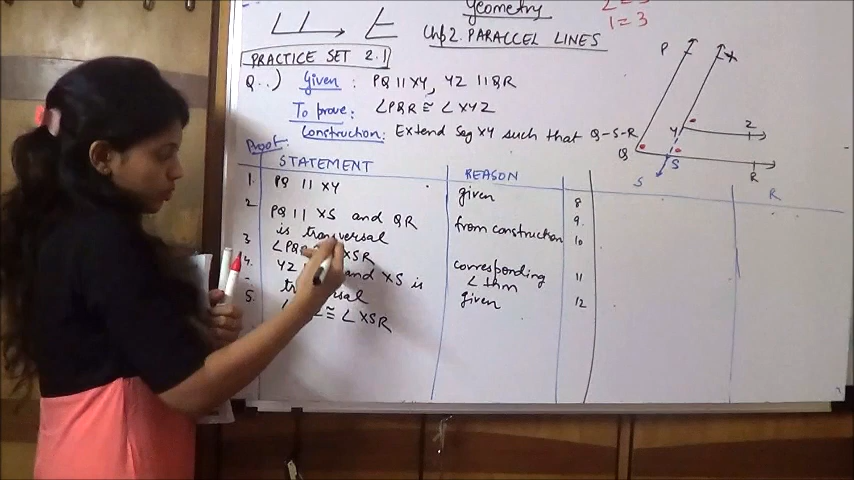 Geometry
1 = 3
Chp 2. PARALLEL LINES
PRACTICE SET 2.1
Q..) Given: PQ || XY, YZ || QR
To prove: ∠PQR ≅ ∠XYZ
Construction: Extend Seg XY such that Q-S-R
Proof:
STATEMENT
REASON
S
R
1. PQ || XY
given
2 PQ || XS and QR
is transversal
from construction
3 XSR
corresponding
∠ thm
4. YZ and XS is
given
5. ≅ ∠XSR
8
9.
10
11
12
P
X
Y
Z
Q
S
R
S